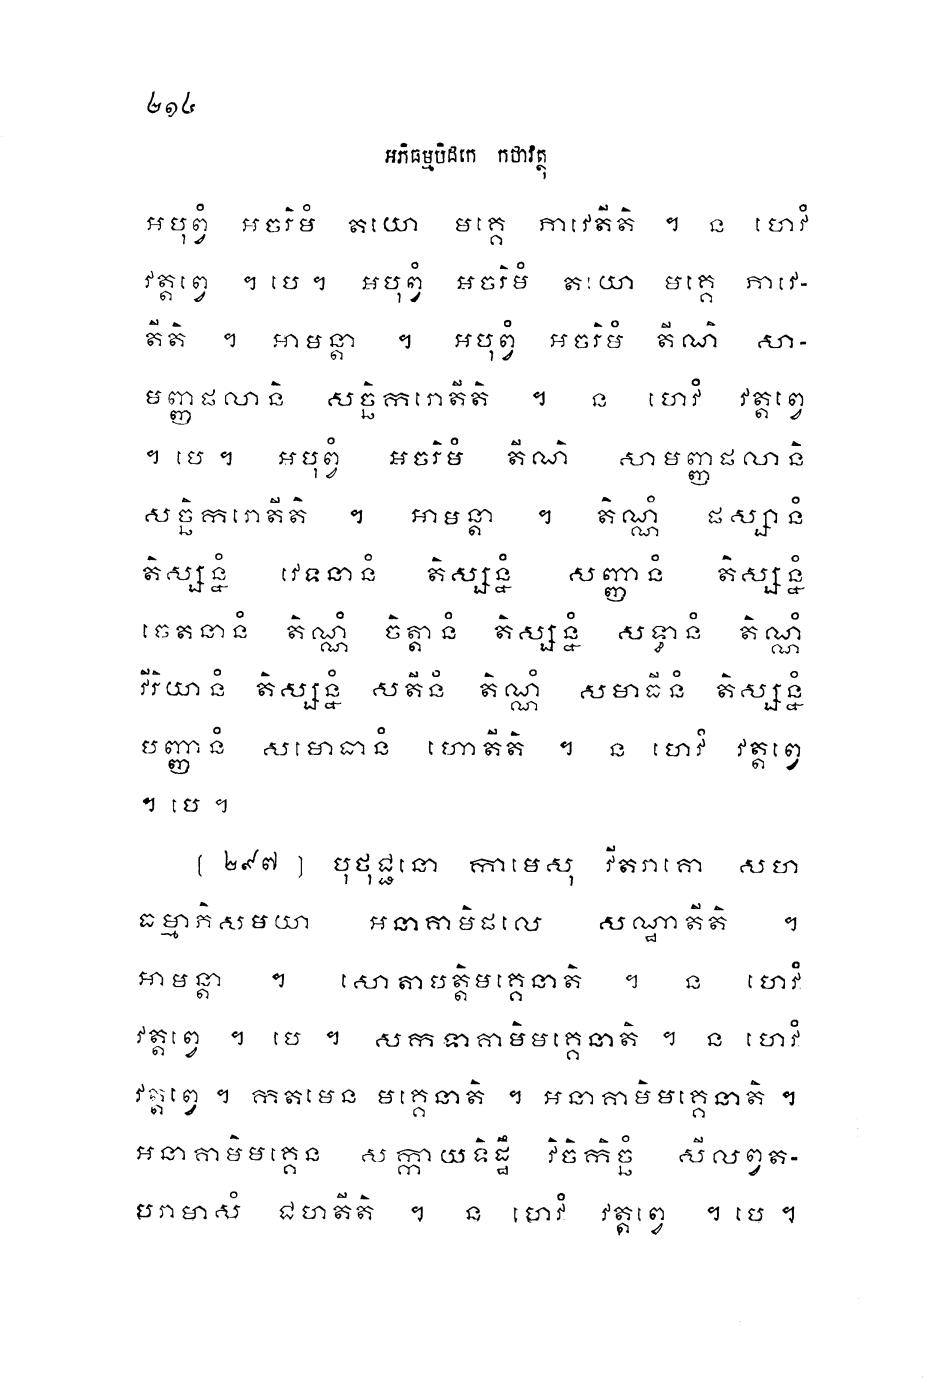 ២១៤
អភិធម្មបិដកេ កថាវត្ថុ
អបុព្វំ អចរិមំ តយោ មគ្គេ ភាវេតីតិ ។ ន ហេវំ
វត្តព្វេ ។ បេ ។ អបុព្វំ អចរិមំ តយោ មគ្គេ ភាវេ-
តីតិ ។ អាមន្តា ។ អបុព្វំ អចរិមំ តីណិ សា-
មញ្ញផលានិ សច្ឆិករោតីតិ ។ ន ហេវំ វត្តព្វេ
។ បេ ។ អបុព្វំ អចរិមំ តីណិ សាមញ្ញផលានិ
សច្ឆិករោតីតិ ។ អាមន្តា ។ តិណ្ណំ ផស្សានំ
តិស្សន្នំ វេទនានំ តិស្សន្នំ សញ្ញានំ តិស្សន្នំ
ចេតនានំ តិណ្ណំ ចិត្តានំ តិស្សន្នំ សទ្ធានំ តិណ្ណំ
វីរិយានំ តិស្សន្នំ សតីនំ តិណ្ណំ សមាធីនំ តិស្សន្នំ
បញ្ញានំ សមោធានំ ហោតីតិ ។ ន ហេវំ វត្តព្វេ
។ បេ ។
[ ២៩៧ ] បុថុជ្ជនោ កាមេសុ វីតរាគោ សហ
ធម្មាភិសមយា អនាគាមិផលេ សណ្ឋាតីតិ ។
អាមន្តា ។ សោតាបត្តិមគ្គេនាតិ ។ ន ហេវំ
វត្តព្វេ ។ បេ ។ សកទាគាមិមគ្គេនាតិ ។ ន ហេវំ
វត្តព្វេ ។ កតមេន មគ្គេនាតិ ។ អនាគាមិមគ្គេនាតិ ។
អនាគាមិមគ្គេន សក្កាយទិដ្ឋឹ វិចិកិច្ឆំ សីលព្វត-
បរាមាសំ ជហតីតិ ។ ន ហេវំ វត្តព្វេ ។ បេ ។